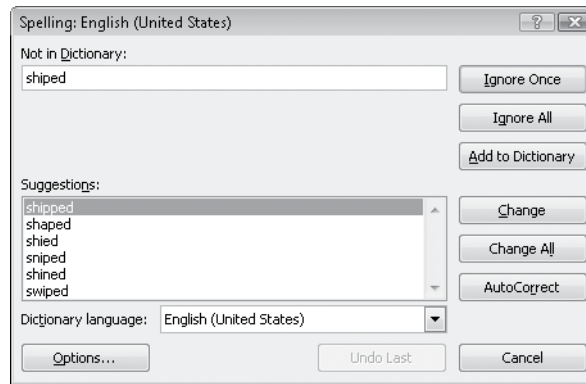 Spelling: English (United States)
Not in Dictionary:
shiped
Ignore Once
Ignore All
Add to Dictionary
Suggestions:
shipped
shaped
shied
sniped
shined
swiped
Change
Change All
AutoCorrect
Dictionary language: English (United States)
Options... Undo Last Cancel